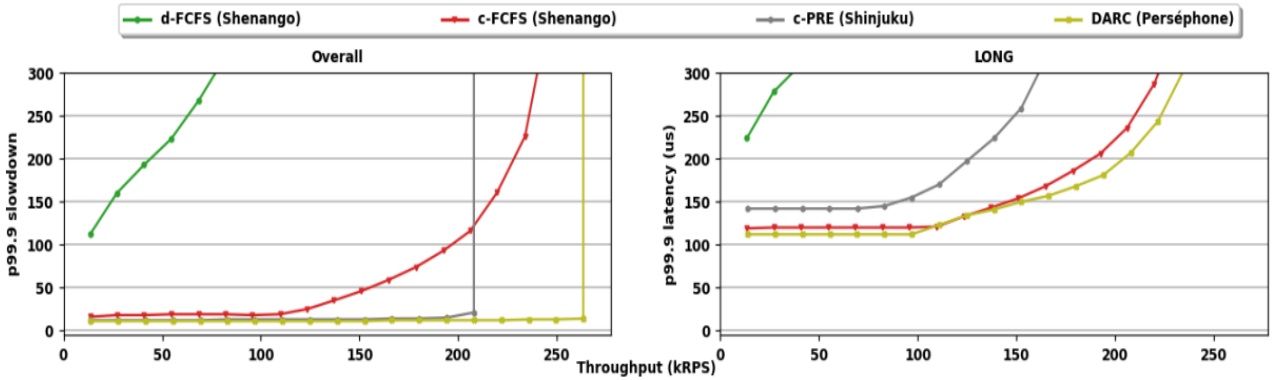 d-FCFS (Shenango) c-FCFS (Shenango) c-PRE (Shinjuku) DARC (Perséphone)
Overall
p99.9 slowdown
300
250
200
150
100
50
0
0 50 100 150 200 250
LONG
p99.9 latency (us)
300
250
200
150
100
50
0
0 50 100 150 200 250
Throughput (kRPS)